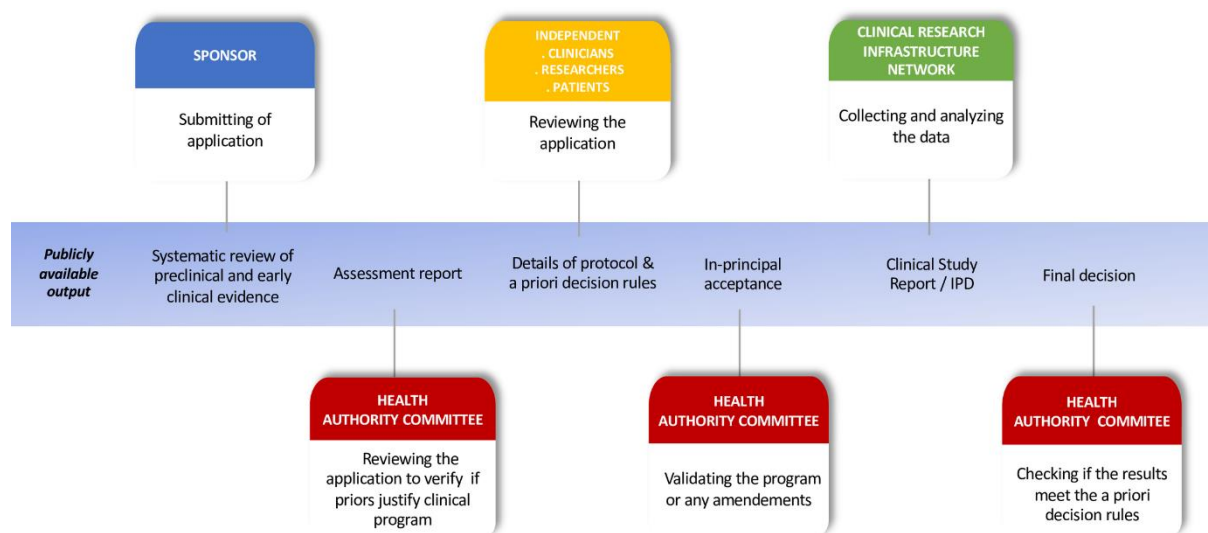 SPONSOR
Submitting of
application
INDEPENDENT
. CLINICIANS
. RESEARCHERS
. PATIENTS
Reviewing the
application
CLINICAL RESEARCH
INFRASTRUCTURE
NETWORK
Collecting and analyzing
the data
Publicly
available
output
Systematic review of
preclinical and early
clinical evidence
Assessment report
Details of protocol &
a priori decision rules
In-principal
acceptance
Clinical Study
Report / IPD
Final decision
HEALTH
AUTHORITY COMMITTEE
Reviewing the
application to verify if
priors justify clinical
program
HEALTH
AUTHORITY COMMITTEE
Validating the program
or any amendements
HEALTH
AUTHORITY COMMITEE
Checking if the results
meet the a priori
decision rules